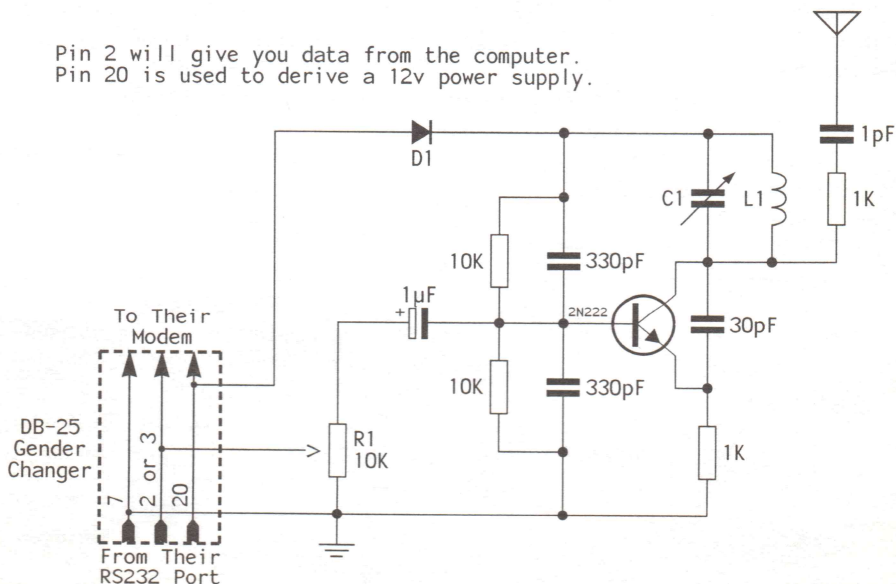 Pin 2 will give you data from the computer.
Pin 20 is used to derive a 12v power supply.
D1
1pF
C1
L1
1K
10K
330pF
1µF
+
2N222
30pF
To Their
Modem
10K
330pF
DB-25
Gender
Changer
R1
10K
1K
7
2 or 3
20
From Their
RS232 Port